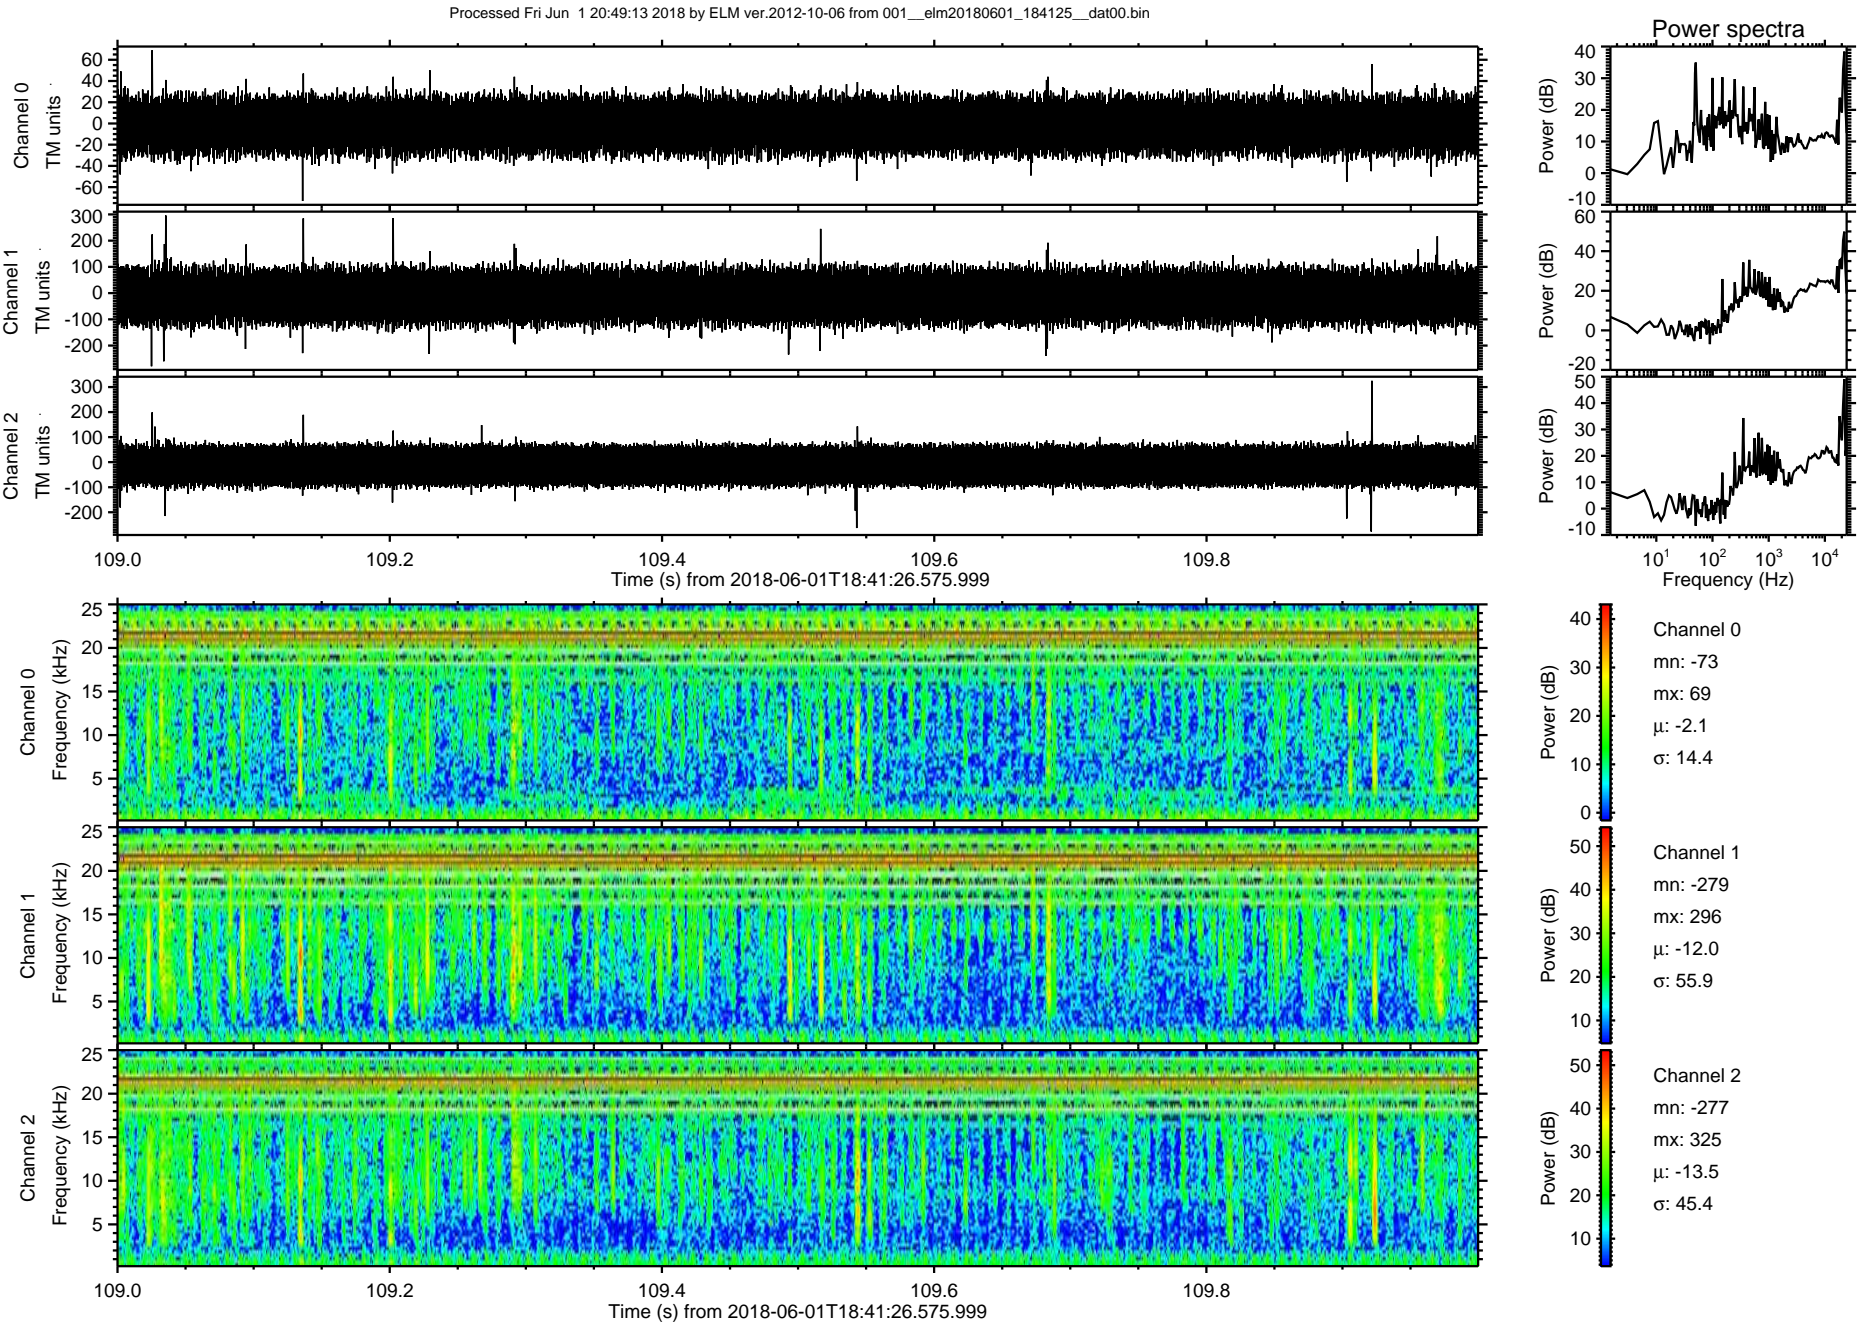 Processed Fri Jun  1 20:49:13 2018 by ELM ver.2012-10-06 from 001__elm20180601_184125__dat00.bin
Power spectra
Channel 0
TM units
60
40
20
0
-20
-40
-60
Power (dB)
40
30
20
10
0
-10
Channel 1
TM units
300
200
100
0
-100
-200
Power (dB)
60
40
20
0
-20
Channel 2
TM units
300
200
100
0
-100
-200
Power (dB)
50
40
30
20
10
0
-10
109.0 109.2 109.4 109.6 109.8
Time (s) from 2018-06-01T18:41:26.575.999
10^1 10^2 10^3 10^4
Frequency (Hz)
Channel 0
Frequency (kHz)
25
20
15
10
5
Power (dB)
40
30
20
10
0
Channel 0
mn: -73
mx: 69
μ: -2.1
σ: 14.4
Channel 1
Frequency (kHz)
25
20
15
10
5
Power (dB)
50
40
30
20
10
Channel 1
mn: -279
mx: 296
μ: -12.0
σ: 55.9
Channel 2
Frequency (kHz)
25
20
15
10
5
Power (dB)
50
40
30
20
10
Channel 2
mn: -277
mx: 325
μ: -13.5
σ: 45.4
109.0 109.2 109.4 109.6 109.8
Time (s) from 2018-06-01T18:41:26.575.999